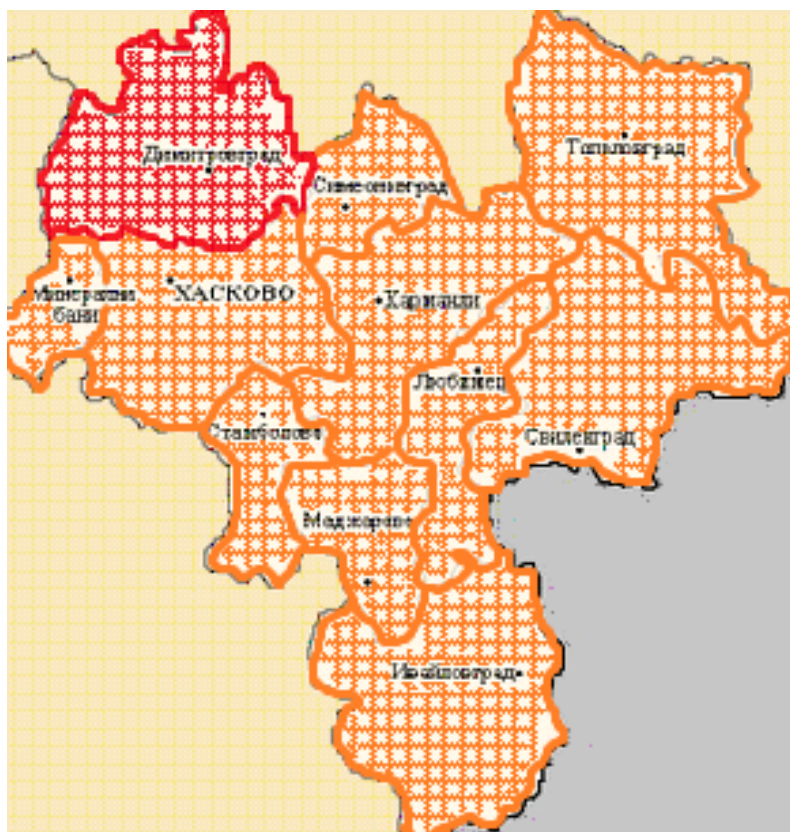 Димитровград
Тополовград
Симеоновград
Минерални
бани
ХАСКОВО
Харманли
Любимец
Стамболово
Свиленград
Маджарово
Ивайловград